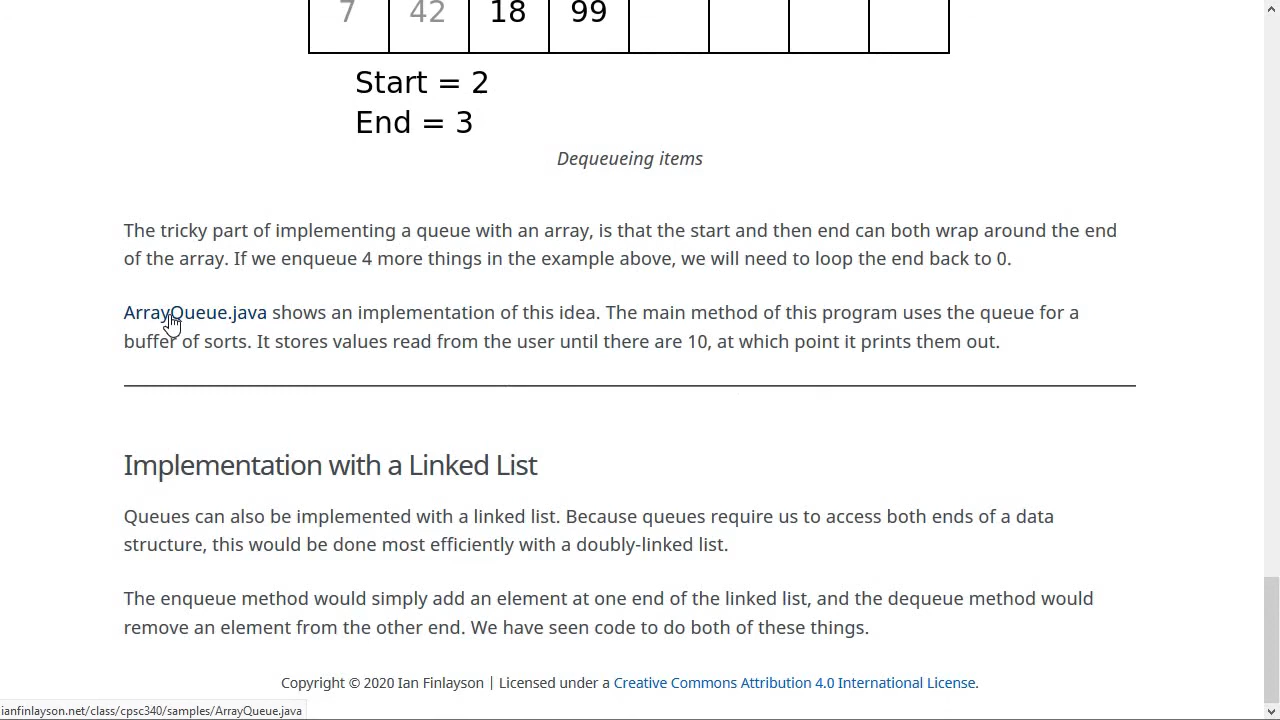 7 42 18 99
Start = 2
End = 3
Dequeueing items
The tricky part of implementing a queue with an array, is that the start and then end can both wrap around the end
of the array. If we enqueue 4 more things in the example above, we will need to loop the end back to 0.
ArrayQueue.java shows an implementation of this idea. The main method of this program uses the queue for a
buffer of sorts. It stores values read from the user until there are 10, at which point it prints them out.
Implementation with a Linked List
Queues can also be implemented with a linked list. Because queues require us to access both ends of a data
structure, this would be done most efficiently with a doubly-linked list.
The enqueue method would simply add an element at one end of the linked list, and the dequeue method would
remove an element from the other end. We have seen code to do both of these things.
Copyright © 2020 Ian Finlayson | Licensed under a Creative Commons Attribution 4.0 International License.
ianfinlayson.net/class/cpsc340/samples/ArrayQueue.java